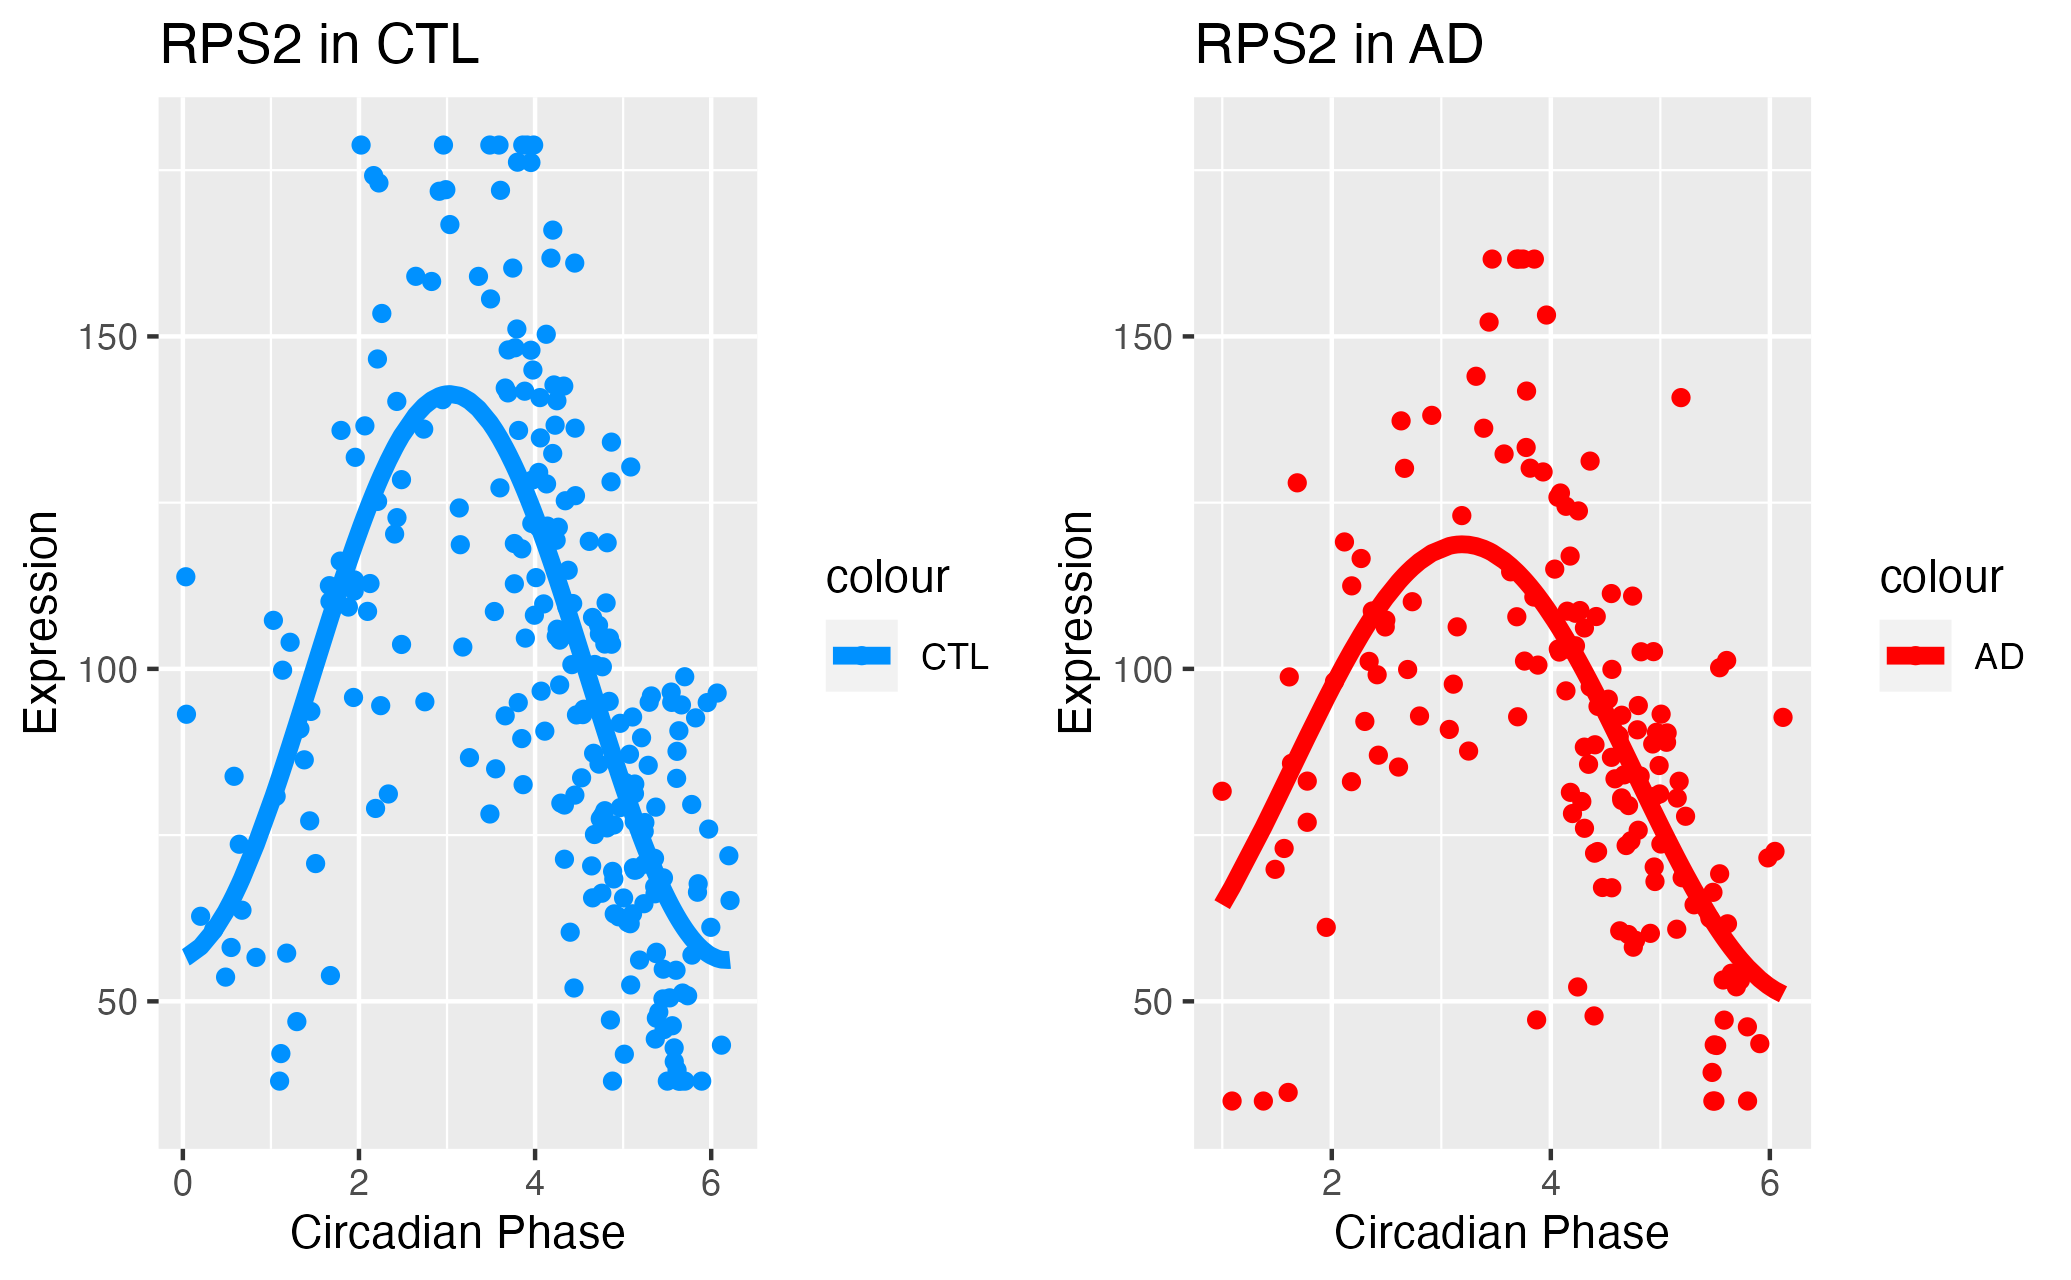 RPS2 in CTL
Expression
150
100
50
0 2 4 6
Circadian Phase
colour
CTL
RPS2 in AD
Expression
150
100
50
2 4 6
Circadian Phase
colour
AD